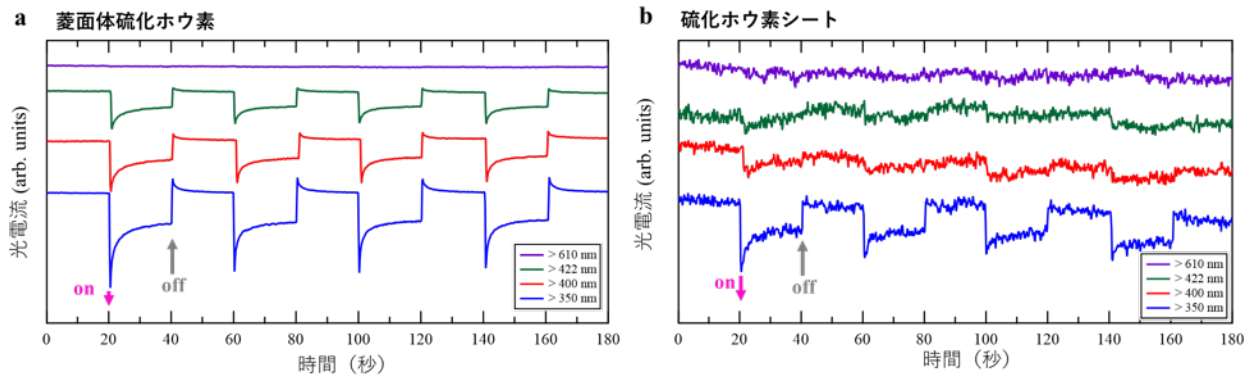 a 菱面体硫化ホウ素
光電流 (arb. units)
on
off
> 610 nm
> 422 nm
> 400 nm
> 350 nm
0 20 40 60 80 100 120 140 160 180
時間（秒）
b 硫化ホウ素シート
光電流 (arb. units)
on
off
> 610 nm
> 422 nm
> 400 nm
> 350 nm
0 20 40 60 80 100 120 140 160 180
時間（秒）